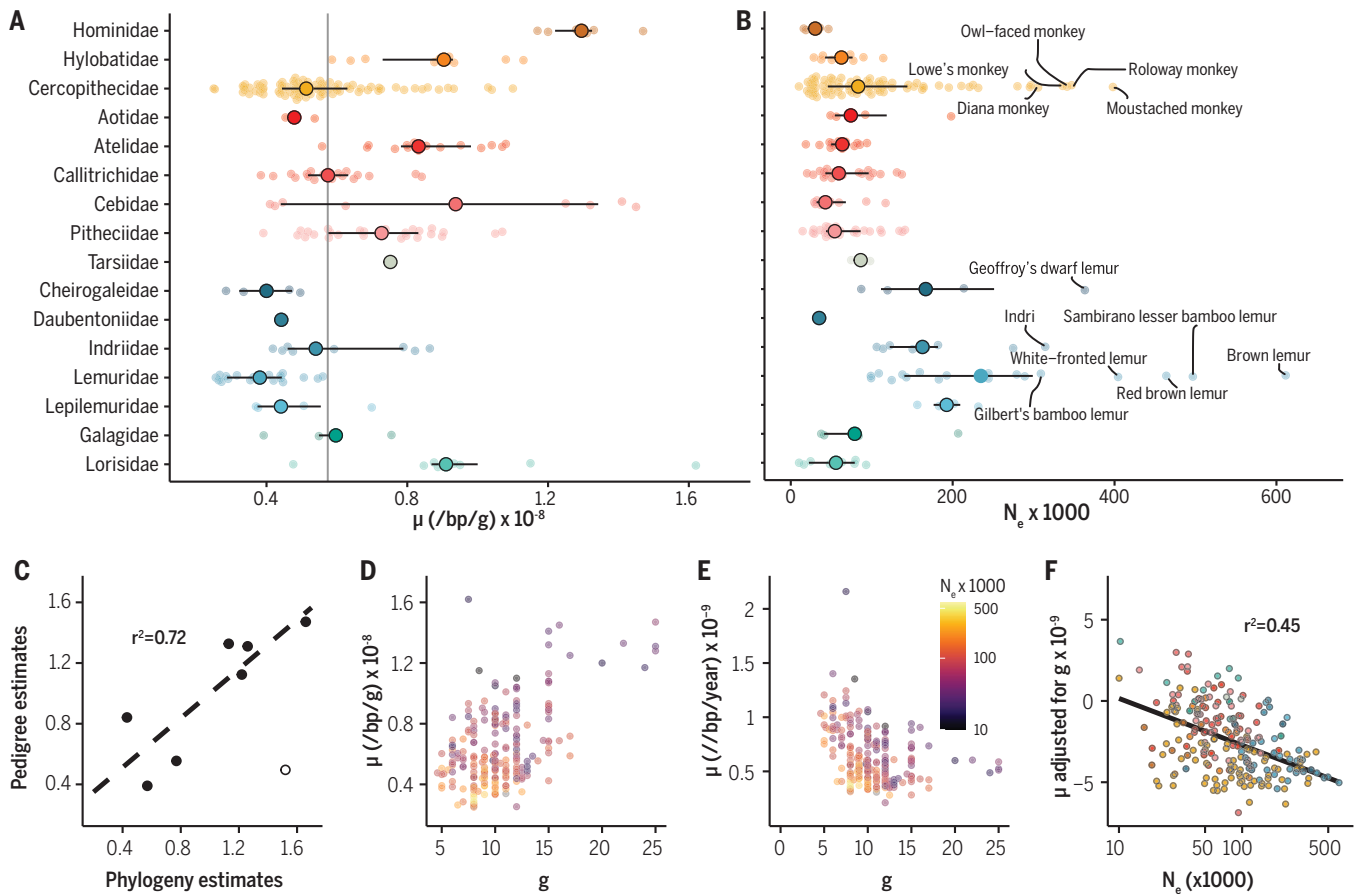 A
Hominidae
Hylobatidae
Cercopithecidae
Aotidae
Atelidae
Callitrichidae
Cebidae
Pitheciidae
Tarsiidae
Cheirogaleidae
Daubentoniidae
Indriidae
Lemuridae
Lepilemuridae
Galagidae
Lorisidae
0.4 0.8 1.2 1.6
μ (/bp/g) x 10-8
B
Owl–faced monkey
Lowe's monkey
Roloway monkey
Diana monkey
Moustached monkey
Geoffroy's dwarf lemur
Indri
Sambirano lesser bamboo lemur
White–fronted lemur
Brown lemur
Red brown lemur
Gilbert's bamboo lemur
0 200 400 600
Ne x 1000
C
Pedigree estimates
1.6
1.2
0.8
0.4
r2=0.72
0.4 0.8 1.2 1.6
Phylogeny estimates
D
μ (/bp/g) x 10-8
1.6
1.2
0.8
0.4
5 10 15 20 25
g
E
μ (//bp/year) x 10-9
2
1.5
1
0.5
Ne x 1000
500
100
10
0 5 10 15 20 25
g
F
μ adjusted for g x 10-9
5
0
–5
r2=0.45
10 50 100 500
Ne (x1000)